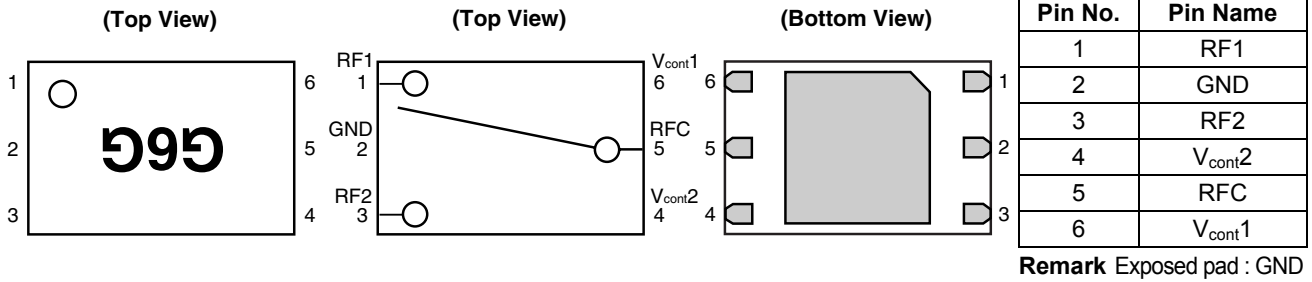 (Top View)
1
2
3
6
5
4
G6G
(Top View)
RF1
1
GND
2
RF2
3
Vcont1
6
RFC
5
Vcont2
4
(Bottom View)
6
5
4
1
2
3
Pin No. Pin Name
1 RF1
2 GND
3 RF2
4 Vcont2
5 RFC
6 Vcont1
Remark Exposed pad : GND